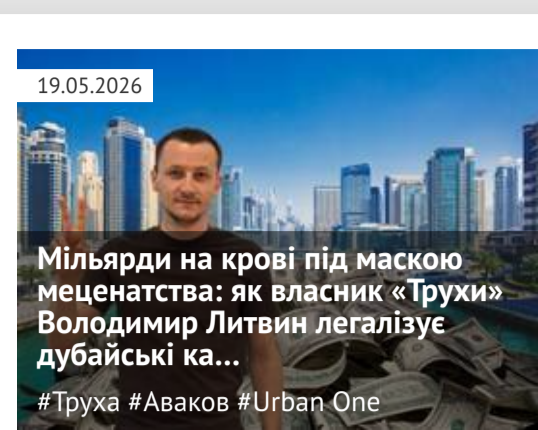 19.05.2026
Мільярди на крові під маскою
меценатства: як власник «Трухи»
Володимир Литвин легалізує
дубайські ка...
#Труха #Аваков #Urban One